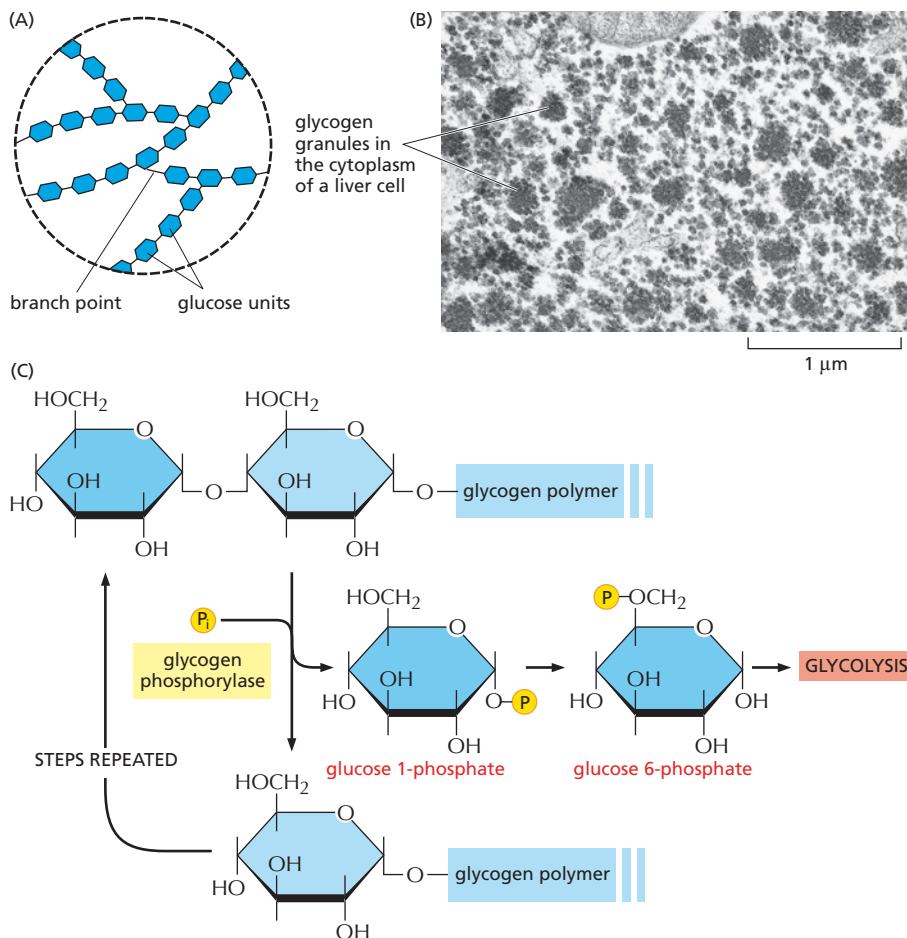 (A)
(B)
glycogen
granules in
the cytoplasm
of a liver cell
branch point
glucose units
1 μm
(C)
HOCH2
O
OH
HO
OH
O
HOCH2
O
OH
OH
O
glycogen polymer
Pi
glycogen
phosphorylase
HOCH2
O
OH
HO
O
P
OH
glucose 1-phosphate
P
OCH2
O
OH
HO
OH
OH
glucose 6-phosphate
GLYCOLYSIS
STEPS REPEATED
HOCH2
O
OH
HO
OH
O
glycogen polymer